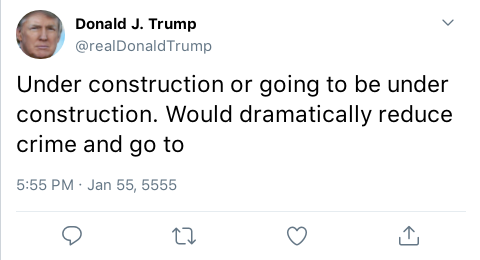 Donald J. Trump
@realDonaldTrump
Under construction or going to be under
construction. Would dramatically reduce
crime and go to
5:55 PM · Jan 55, 5555